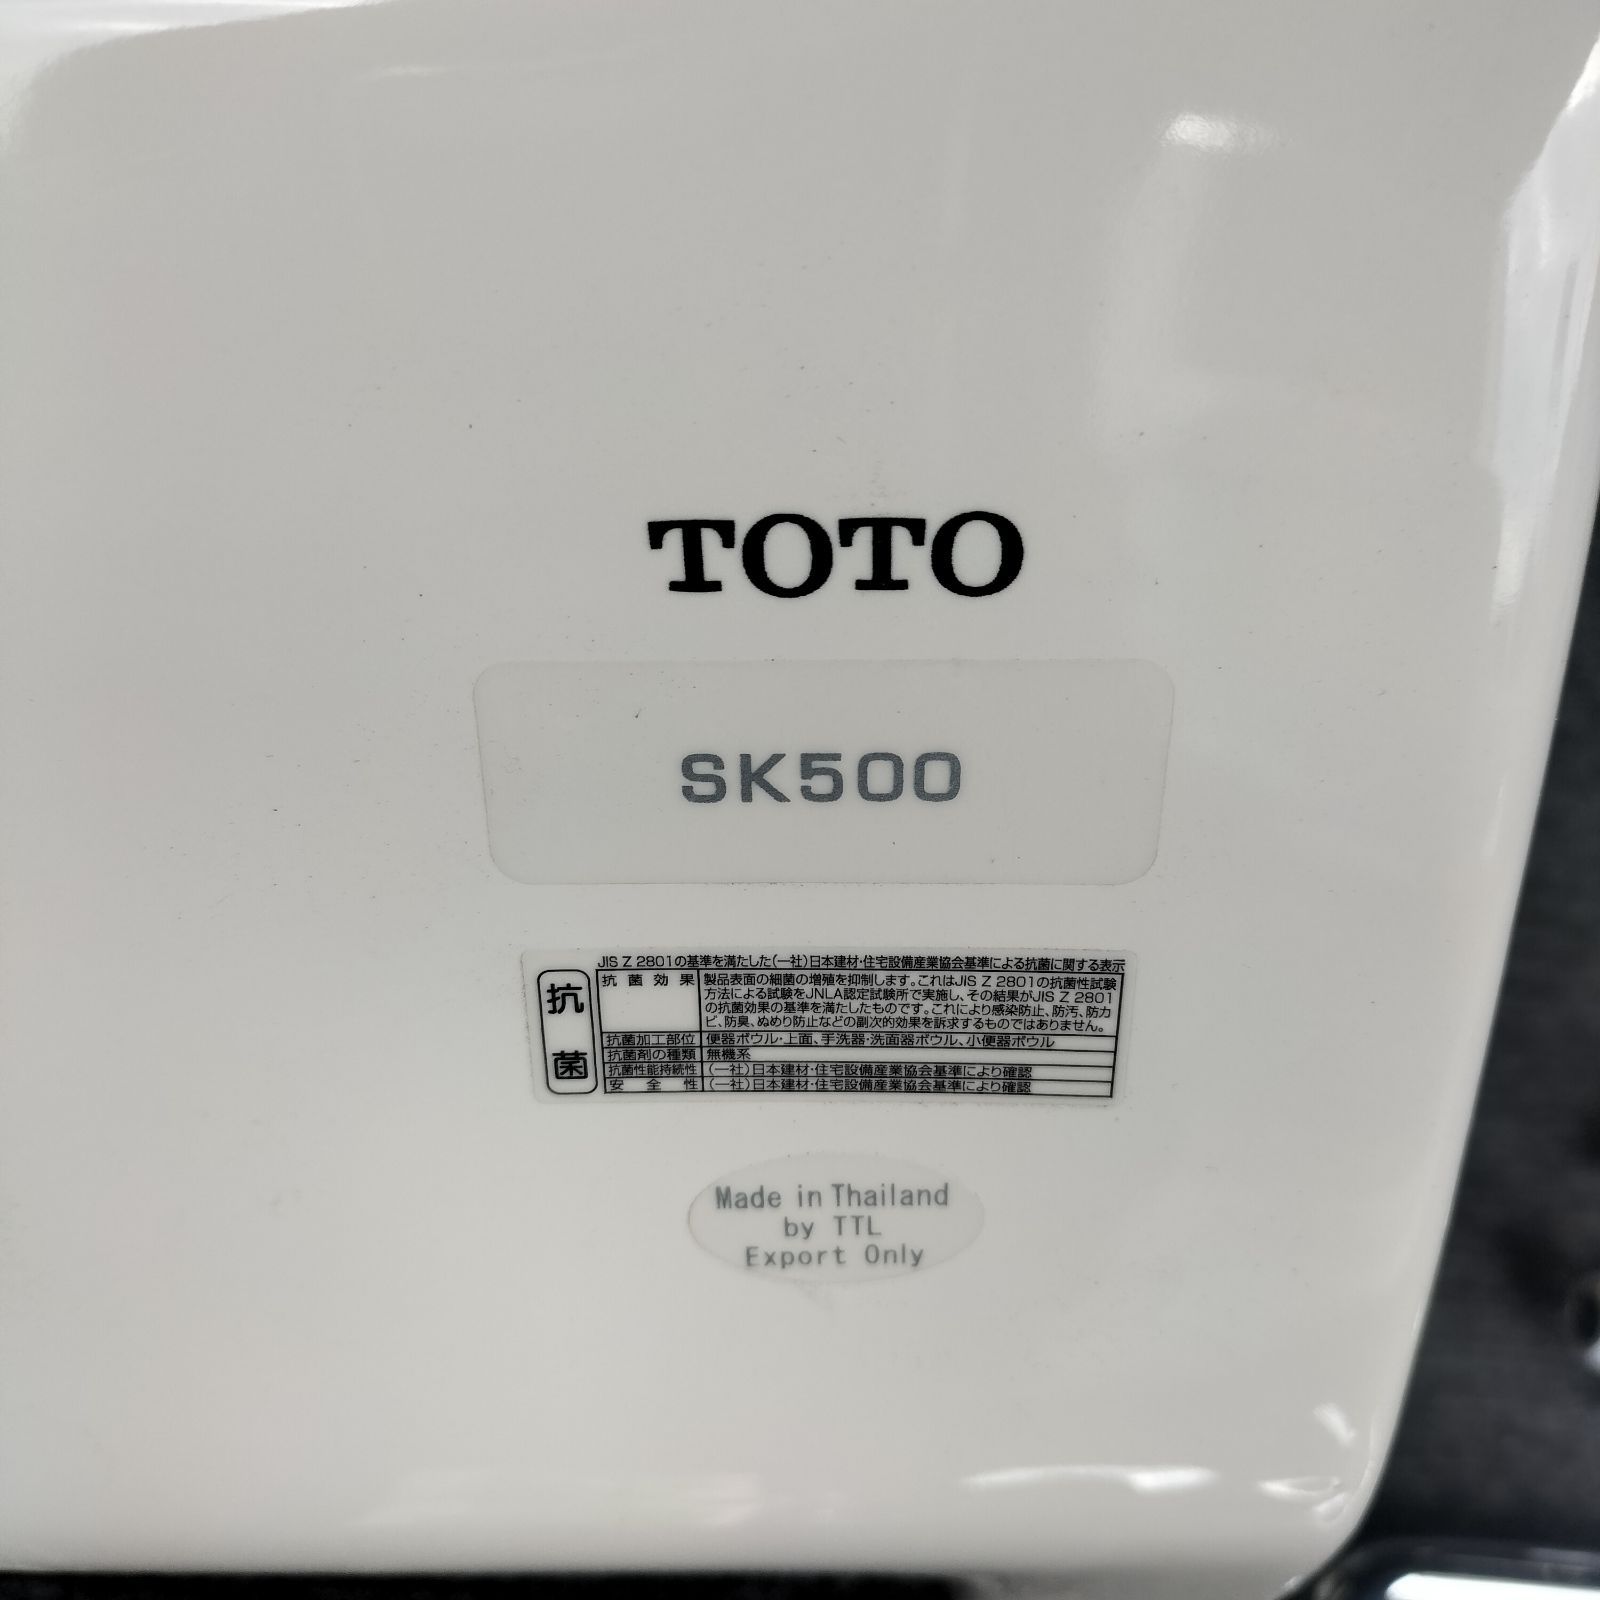 TOTO
SK500
JIS Z 2801の基準を満たした(一社)日本建材・住宅設備産業協会基準による抗菌に関する表示
抗菌
抗菌効果 製品表面の細菌の増殖を抑制します。これはJIS Z 2801の抗菌性試験
方法による試験をJNLA認定試験所で実施し、その結果がJIS Z 2801
の抗菌効果の基準を満たしたものです。これにより感染防止、防汚、防カ
ビ、防臭、ぬめり防止などの副次的効果を訴求するものではありません。
抗菌加工部位 便器ボウル・上面、手洗器・洗面器ボウル、小便器ボウル
抗菌剤の種類 無機系
抗菌性能持続性 (一社)日本建材・住宅設備産業協会基準により確認
安全性 (一社)日本建材・住宅設備産業協会基準により確認
Made in Thailand
by TTL
Export Only